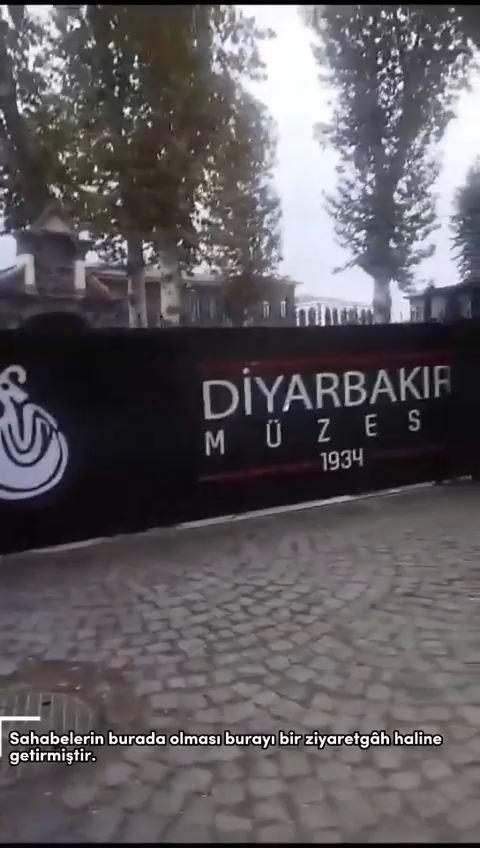 DİYARBAKIR
MÜZES
1934
Sahabelerin burada olması burayı bir ziyaretgâh haline
getirmiştir.